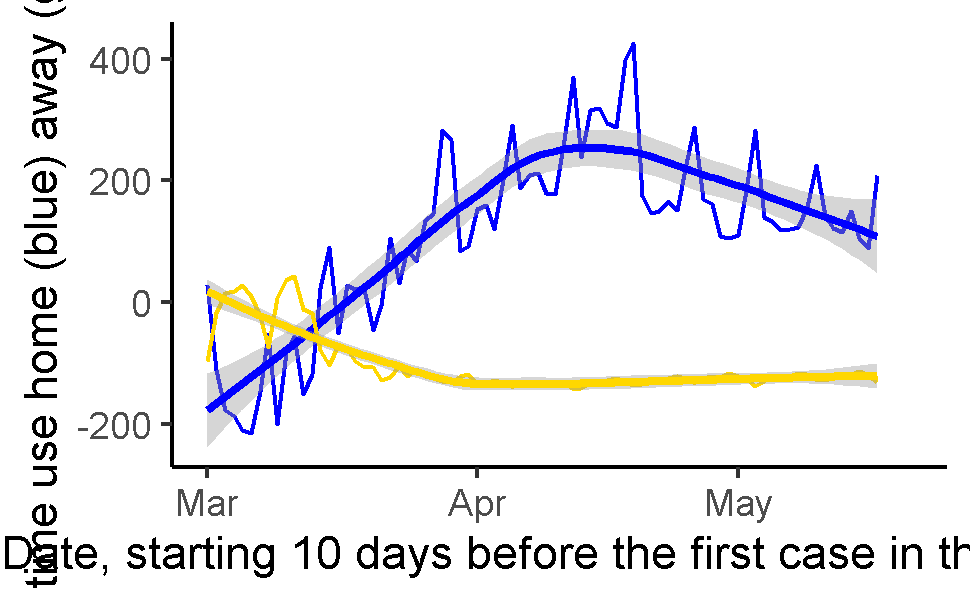 time use home (blue) away (
400
200
0
-200
Mar Apr May
Date, starting 10 days before the first case in th